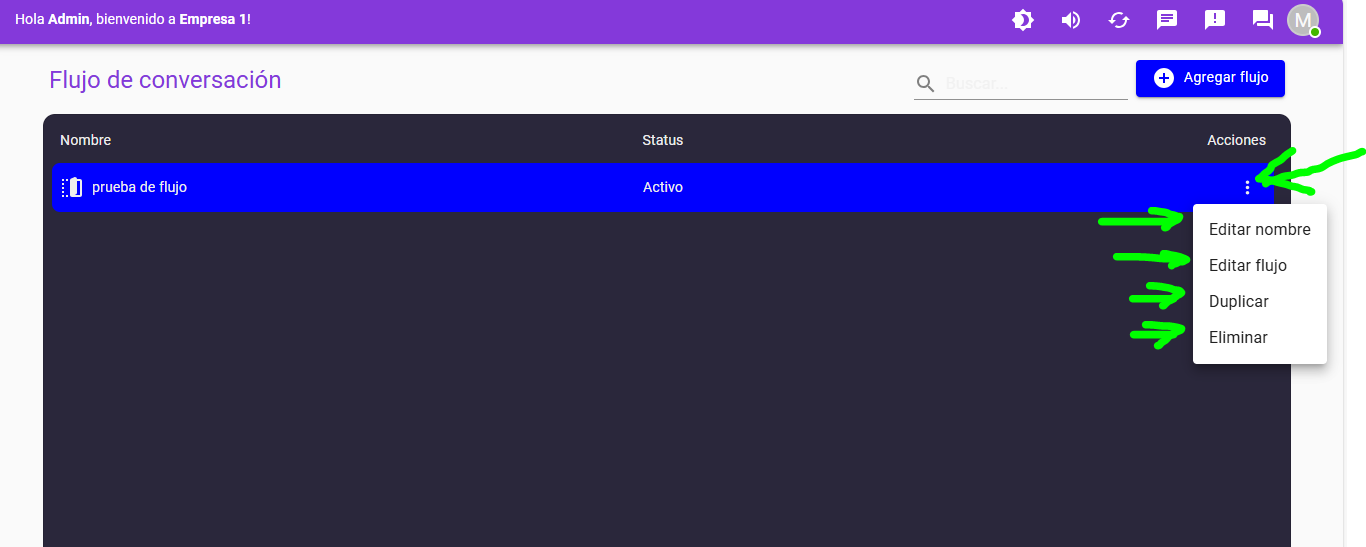 Hola Admin, bienvenido a Empresa 1!
M
Flujo de conversación
Buscar...
Agregar flujo
Nombre Status Acciones
prueba de flujo Activo
Editar nombre
Editar flujo
Duplicar
Eliminar